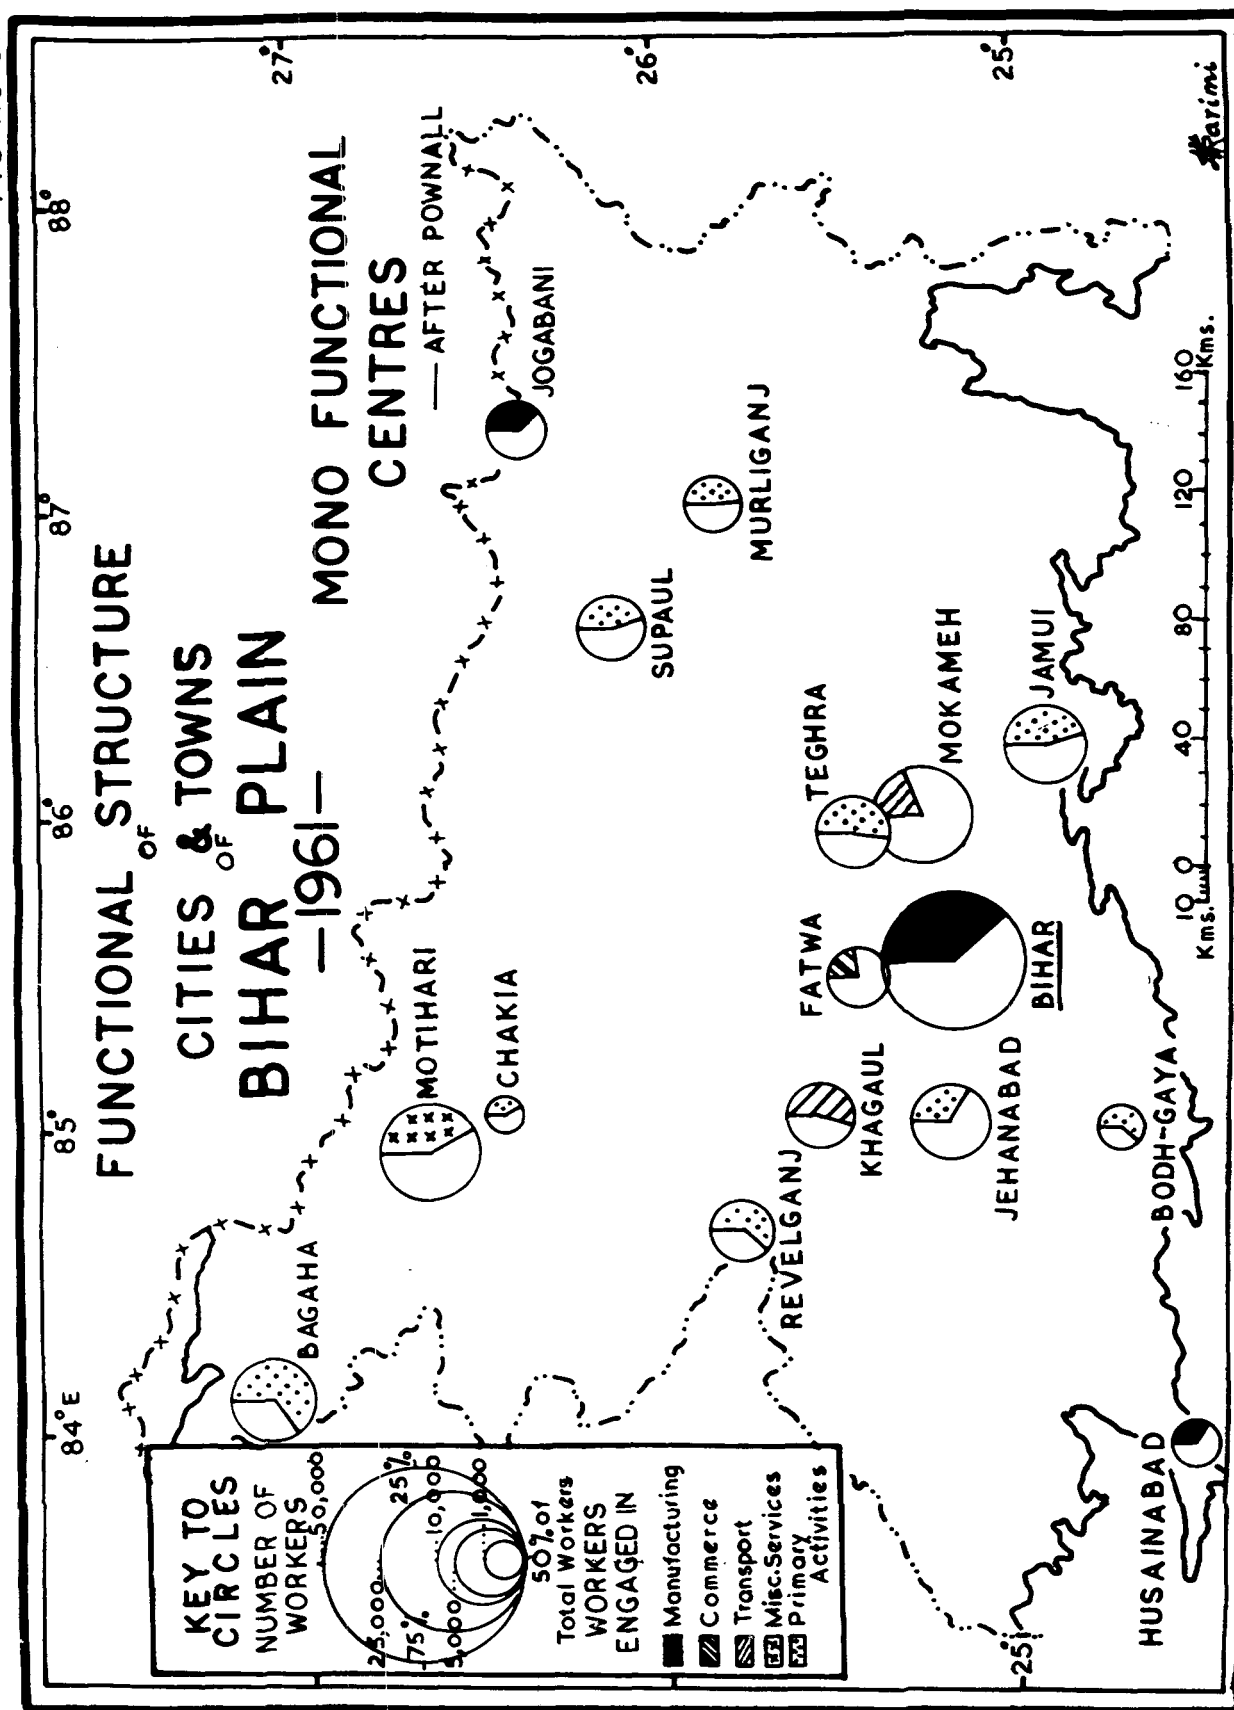 FUNCTIONAL STRUCTURE
OF
CITIES & TOWNS
OF
BIHAR PLAIN
—1961—
MONO FUNCTIONAL
CENTRES
— AFTER POWNALL
84°E
85°
86°
87°
88°
27°
26°
25°
25
BAGAHA
MOTIHARI
CHAKIA
JOGABANI
SUPAUL
MURLIGANJ
REVELGANJ
KHAGAUL
FATWA
TEGHRA
MOKAMEH
JEHANABAD
BIHAR
JAMUI
BODH-GAYA
HUSAINABAD
KEY TO
CIRCLES
NUMBER OF
WORKERS
50,000
25,000
25%
75%
10,000
5,000
1,000
50% of
Total Workers
WORKERS
ENGAGED IN
Manufacturing
Commerce
Transport
Misc.Services
Primary
Activities
10 0 40 80 120 160
Kms. Kms.
Karimi